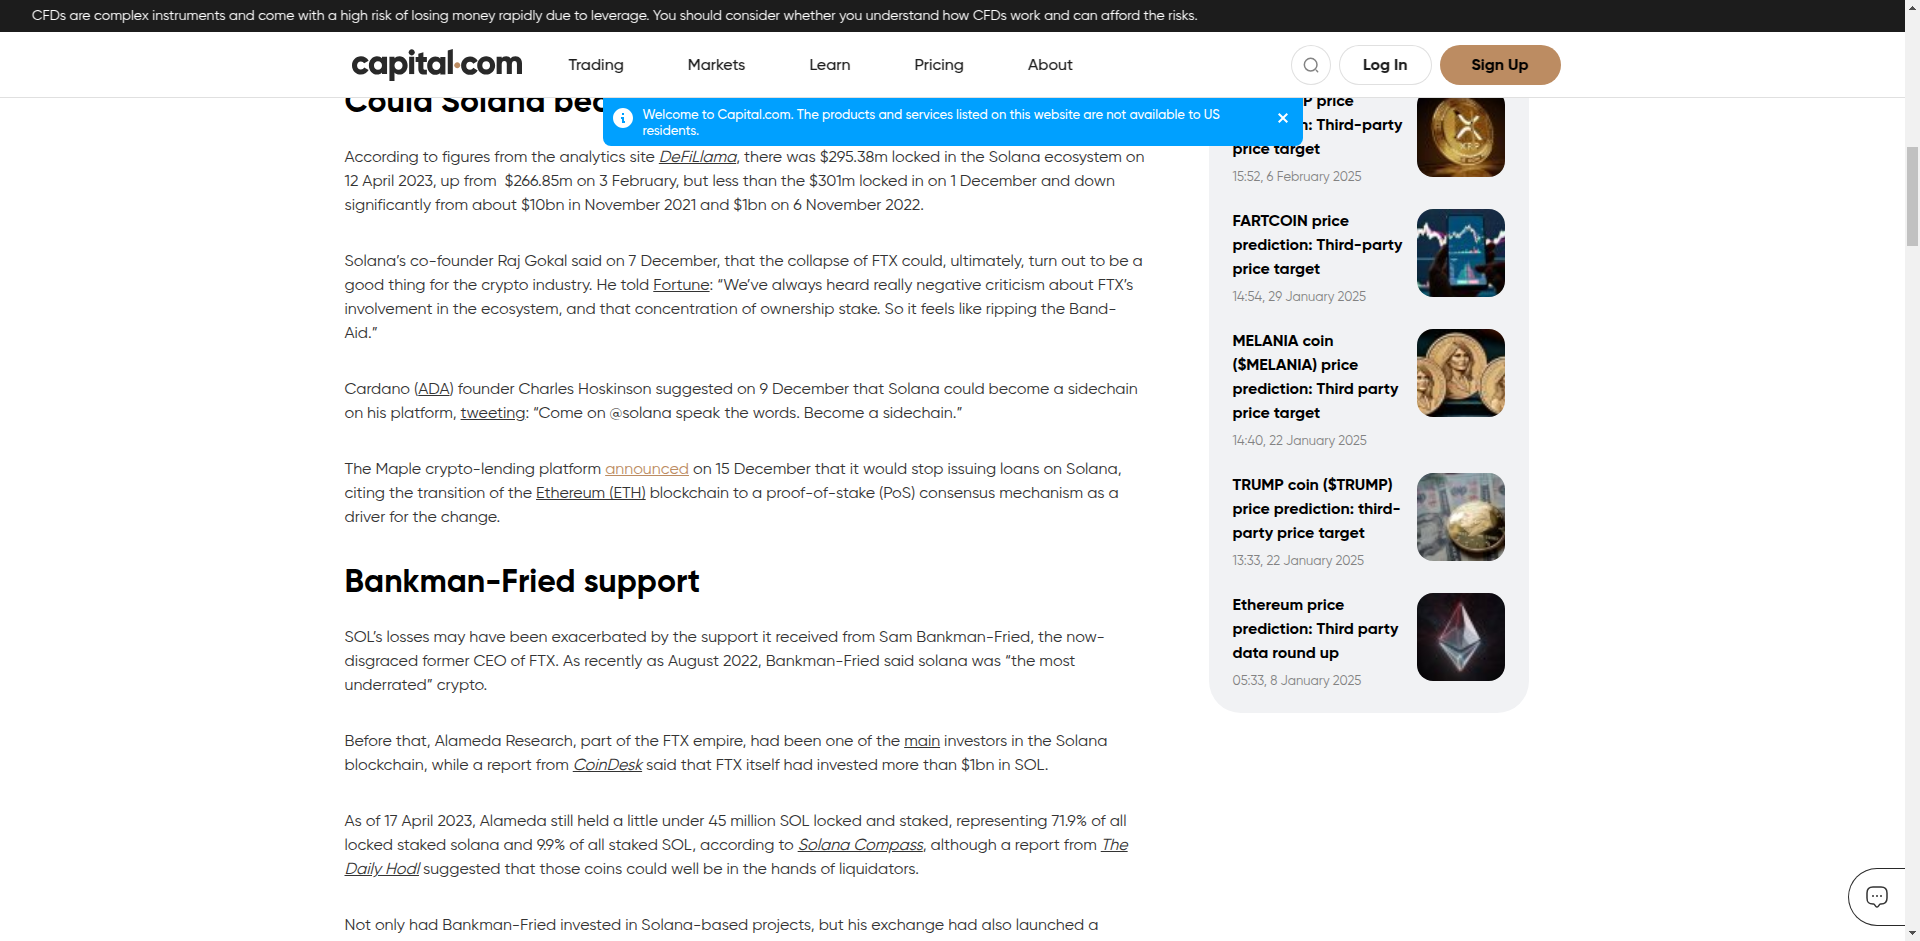 CFDs are complex instruments and come with a high risk of losing money rapidly due to leverage. You should consider whether you understand how CFDs work and can afford the risks.
capital.com
Trading
Markets
Learn
Pricing
About
Log In
Sign Up
Could Solana bec
Welcome to Capital.com. The products and services listed on this website are not available to US
residents.
According to figures from the analytics site DeFiLlama, there was $295.38m locked in the Solana ecosystem on
12 April 2023, up from  $266.85m on 3 February, but less than the $301m locked in on 1 December and down
significantly from about $10bn in November 2021 and $1bn on 6 November 2022.
Solana’s co-founder Raj Gokal said on 7 December, that the collapse of FTX could, ultimately, turn out to be a
good thing for the crypto industry. He told Fortune: “We’ve always heard really negative criticism about FTX’s
involvement in the ecosystem, and that concentration of ownership stake. So it feels like ripping the Band-
Aid.”
Cardano (ADA) founder Charles Hoskinson suggested on 9 December that Solana could become a sidechain
on his platform, tweeting: “Come on @solana speak the words. Become a sidechain.”
The Maple crypto-lending platform announced on 15 December that it would stop issuing loans on Solana,
citing the transition of the Ethereum (ETH) blockchain to a proof-of-stake (PoS) consensus mechanism as a
driver for the change.
Bankman-Fried support
SOL’s losses may have been exacerbated by the support it received from Sam Bankman-Fried, the now-
disgraced former CEO of FTX. As recently as August 2022, Bankman-Fried said solana was “the most
underrated” crypto.
Before that, Alameda Research, part of the FTX empire, had been one of the main investors in the Solana
blockchain, while a report from CoinDesk said that FTX itself had invested more than $1bn in SOL.
As of 17 April 2023, Alameda still held a little under 45 million SOL locked and staked, representing 71.9% of all
locked staked solana and 9.9% of all staked SOL, according to Solana Compass, although a report from The
Daily Hodl suggested that those coins could well be in the hands of liquidators.
Not only had Bankman-Fried invested in Solana-based projects, but his exchange had also launched a
P price
n: Third-party
price target
15:52, 6 February 2025
FARTCOIN price
prediction: Third-party
price target
14:54, 29 January 2025
MELANIA coin
($MELANIA) price
prediction: Third party
price target
14:40, 22 January 2025
TRUMP coin ($TRUMP)
price prediction: third-
party price target
13:33, 22 January 2025
Ethereum price
prediction: Third party
data round up
05:33, 8 January 2025